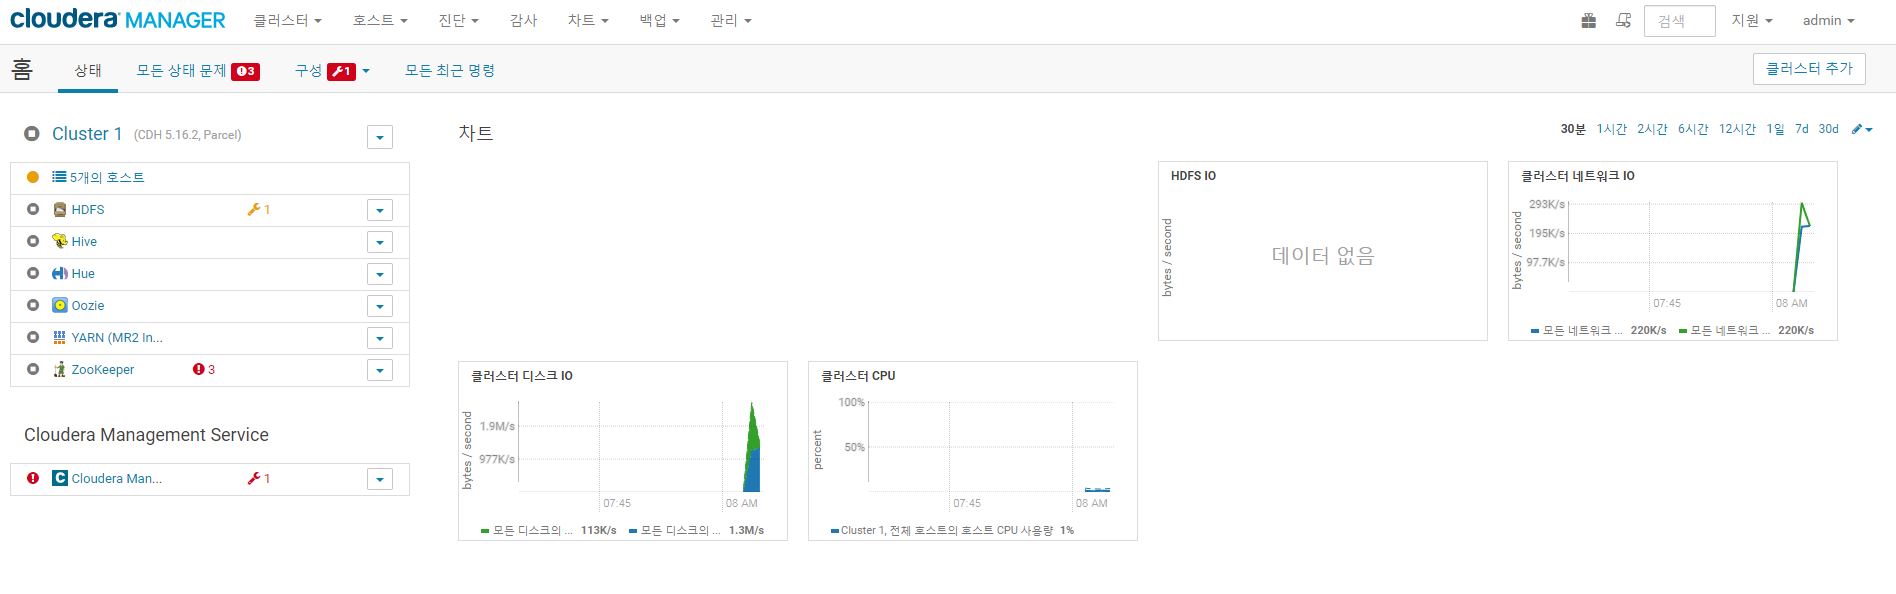 cloudera MANAGER 클러스터 호스트 진단 감사 차트 백업 관리 검색 지원 admin
홈 상태 모든 상태 문제 3 구성 1 모든 최근 명령 클러스터 추가
Cluster 1 (CDH 5.16.2, Parcel)
5개의 호스트
HDFS 1
Hive
Hue
Oozie
YARN (MR2 In...
ZooKeeper 3
Cloudera Management Service
Cloudera Man... 1
차트
30분 1시간 2시간 6시간 12시간 1일 7d 30d
HDFS IO
bytes / second
데이터 없음
클러스터 네트워크 IO
bytes / second
293K/s
195K/s
97.7K/s
07:45 08 AM
모든 네트워크 ... 220K/s 모든 네트워크 ... 220K/s
클러스터 디스크 IO
bytes / second
1.9M/s
977K/s
07:45 08 AM
모든 디스크의 ... 113K/s 모든 디스크의 ... 1.3M/s
클러스터 CPU
percent
100%
50%
07:45 08 AM
Cluster 1, 전체 호스트의 호스트 CPU 사용량 1%